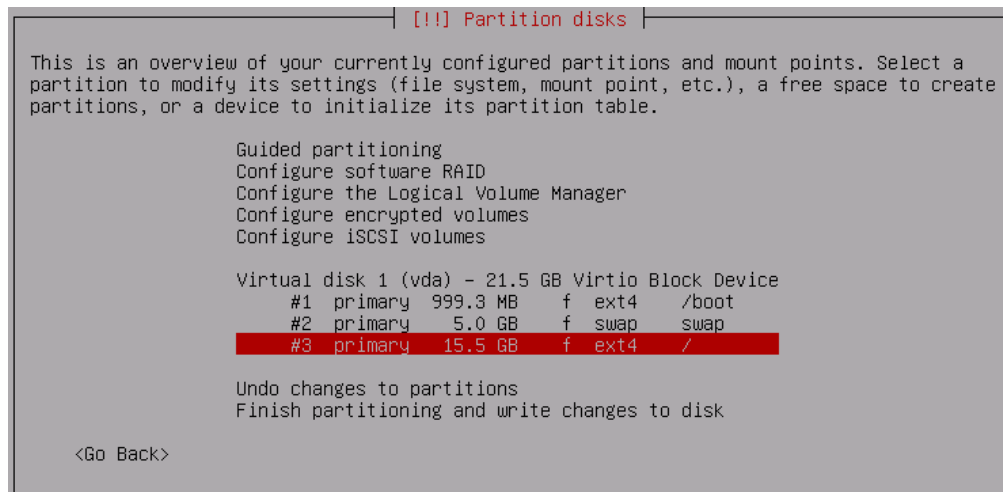 [!!] Partition disks
This is an overview of your currently configured partitions and mount points. Select a
partition to modify its settings (file system, mount point, etc.), a free space to create
partitions, or a device to initialize its partition table.
Guided partitioning
Configure software RAID
Configure the Logical Volume Manager
Configure encrypted volumes
Configure iSCSI volumes
Virtual disk 1 (vda) – 21.5 GB Virtio Block Device
#1 primary 999.3 MB f ext4 /boot
#2 primary 5.0 GB f swap swap
#3 primary 15.5 GB f ext4 /
Undo changes to partitions
Finish partitioning and write changes to disk
<Go Back>